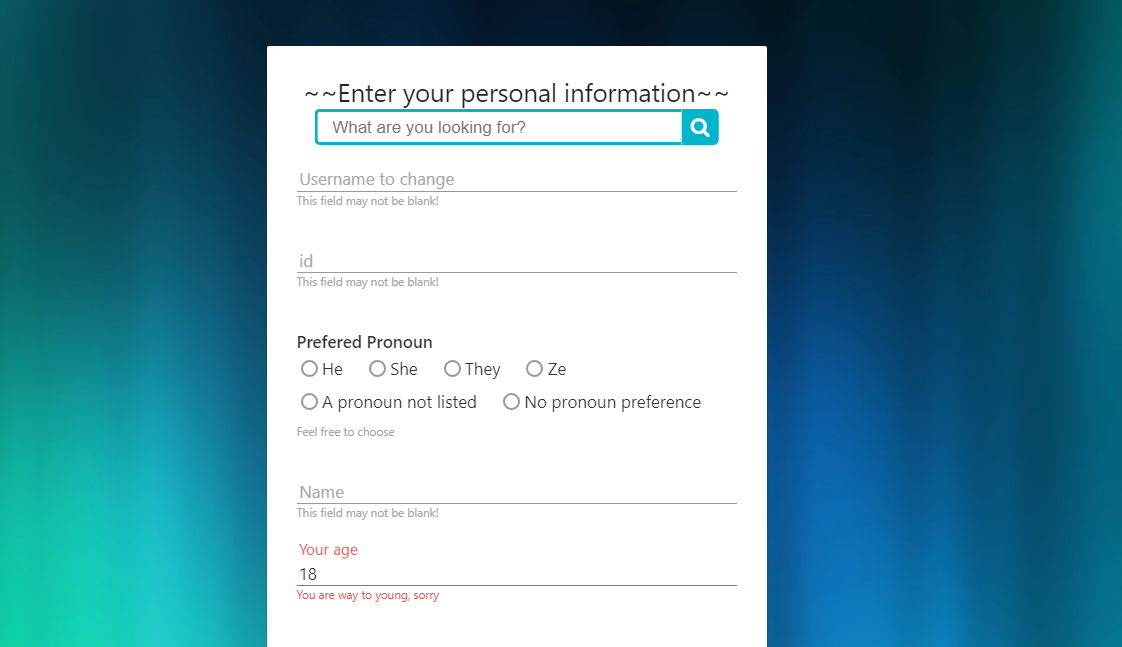 ~~Enter your personal information~~
What are you looking for?
Username to change
This field may not be blank!
id
This field may not be blank!
Prefered Pronoun
He She They Ze
A pronoun not listed No pronoun preference
Feel free to choose
Name
This field may not be blank!
Your age
18
You are way to young, sorry